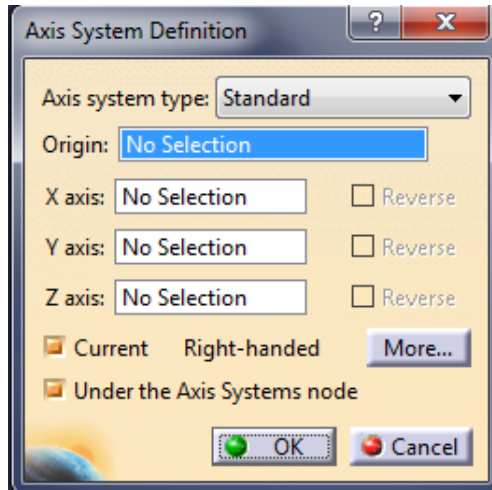 Axis System Definition ? X
Axis system type: Standard
Origin: No Selection
X axis: No Selection Reverse
Y axis: No Selection Reverse
Z axis: No Selection Reverse
Current Right-handed More...
Under the Axis Systems node
OK Cancel